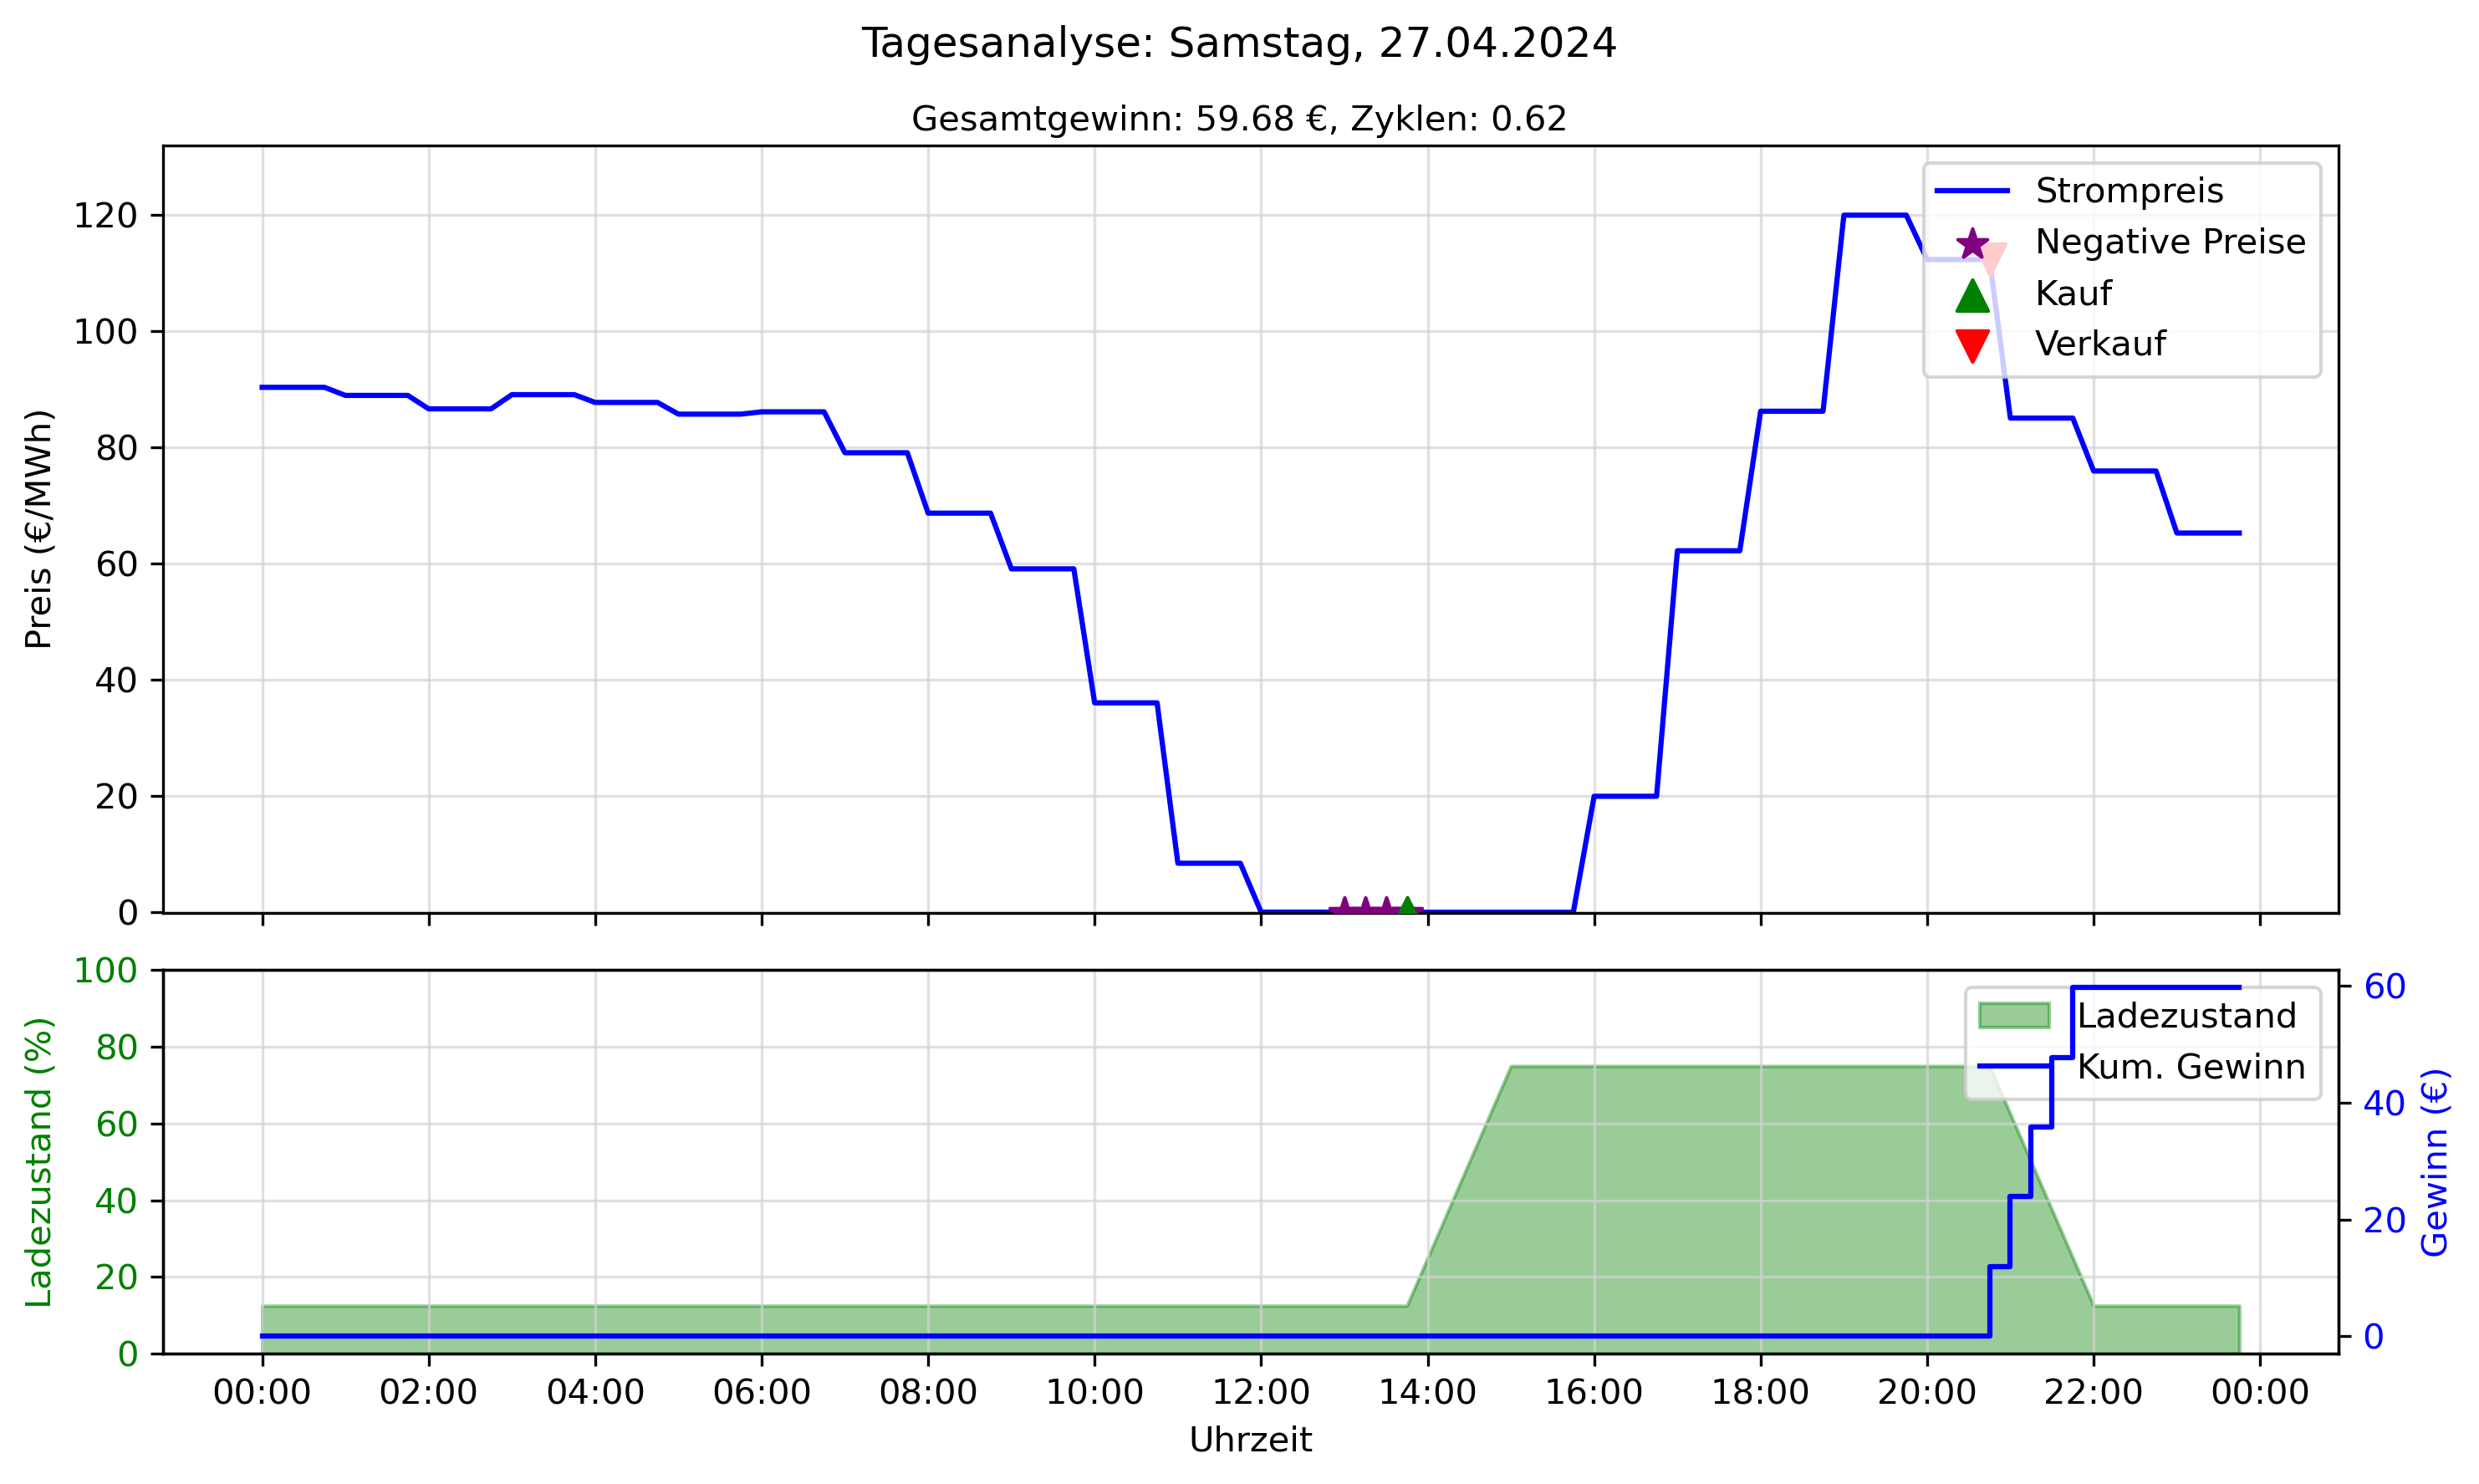 Tagesanalyse: Samstag, 27.04.2024
Gesamtgewinn: 59.68 €, Zyklen: 0.62
Preis (€/MWh)
120
100
80
60
40
20
0
Strompreis
Negative Preise
Kauf
Verkauf
Ladezustand (%)
100
80
60
40
20
0
Ladezustand
Kum. Gewinn
60
40
20
0
Gewinn (€)
00:00 02:00 04:00 06:00 08:00 10:00 12:00 14:00 16:00 18:00 20:00 22:00 00:00
Uhrzeit